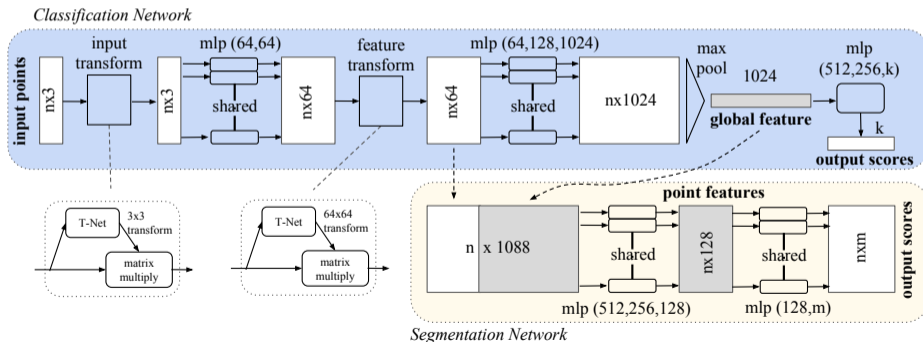 Classification Network
input points
nx3
input
transform
nx3
mlp (64,64)
shared
nx64
feature
transform
nx64
mlp (64,128,1024)
shared
nx1024
max
pool
1024
global feature
mlp
(512,256,k)
k
output scores
T-Net
3x3
transform
matrix
multiply
T-Net
64x64
transform
matrix
multiply
point features
n x 1088
shared
mlp (512,256,128)
nx128
shared
mlp (128,m)
nxm
output scores
Segmentation Network